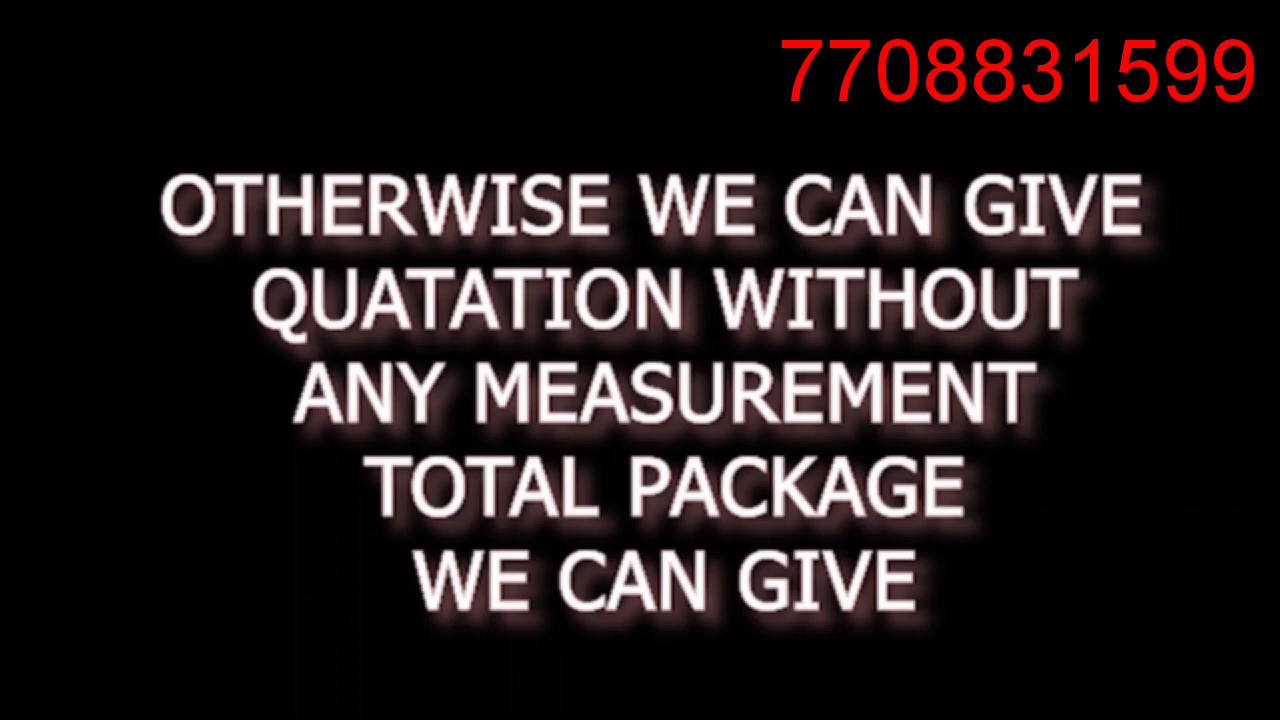 7708831599
OTHERWISE WE CAN GIVE
QUATATION WITHOUT
ANY MEASUREMENT
TOTAL PACKAGE
WE CAN GIVE